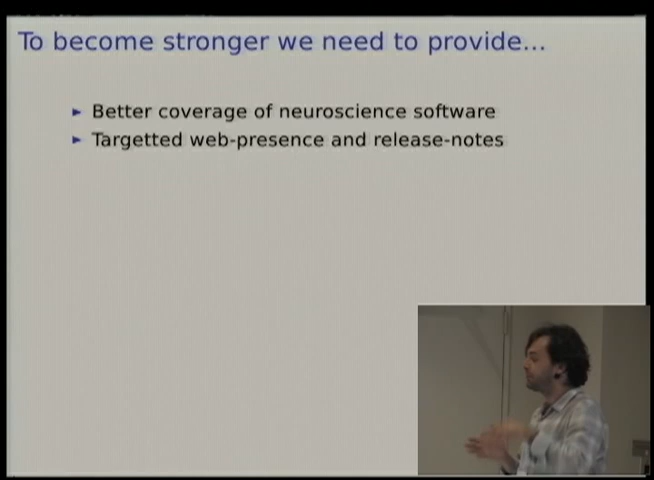 To become stronger we need to provide...
► Better coverage of neuroscience software
► Targetted web-presence and release-notes